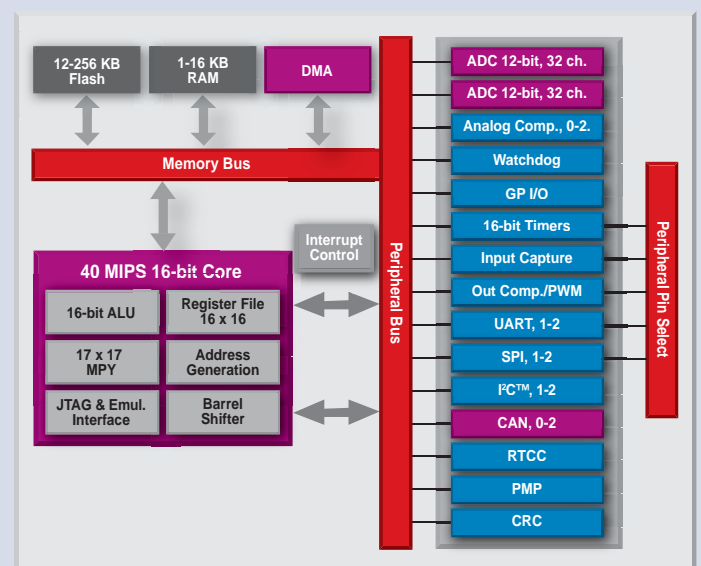 12-256 KB
Flash
1-16 KB
RAM
DMA
Memory Bus
40 MIPS 16-bit Core
16-bit ALU
Register File
16 x 16
17 x 17
MPY
Address
Generation
JTAG & Emul.
Interface
Barrel
Shifter
Interrupt
Control
Peripheral Bus
ADC 12-bit, 32 ch.
ADC 12-bit, 32 ch.
Analog Comp., 0-2.
Watchdog
GP I/O
16-bit Timers
Input Capture
Out Comp./PWM
UART, 1-2
SPI, 1-2
I²C™, 1-2
CAN, 0-2
RTCC
PMP
CRC
Peripheral Pin Select